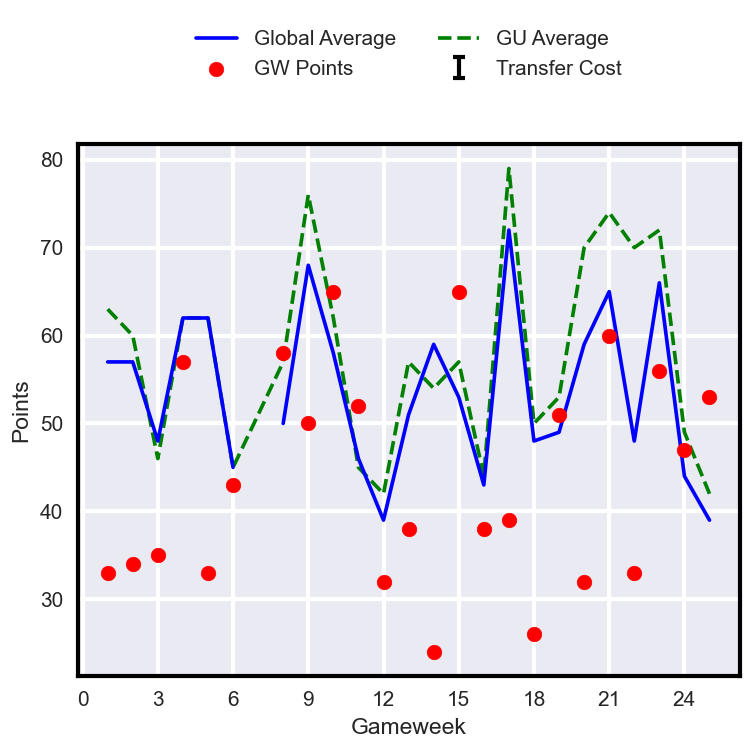 Global Average
GU Average
GW Points
Transfer Cost
80
70
60
50
40
30
Points
0 3 6 9 12 15 18 21 24
Gameweek